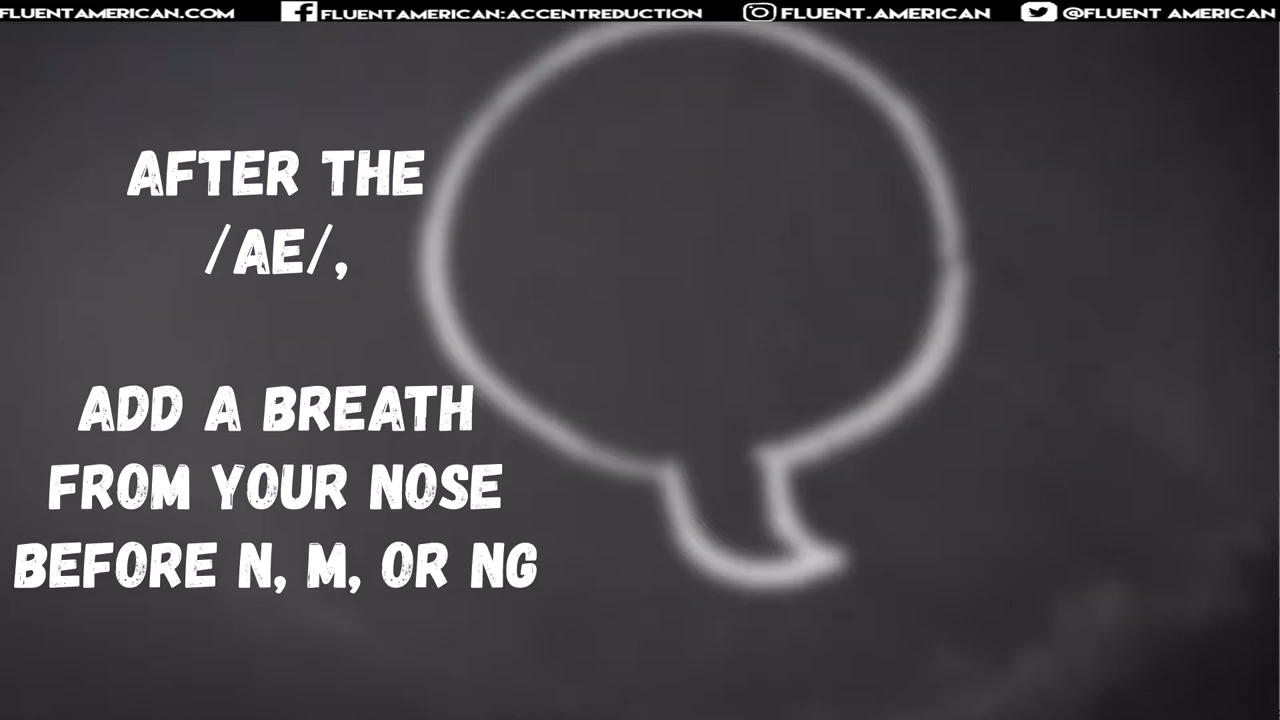 FLUENTAMERICAN.COM FLUENTAMERICAN:ACCENTREDUCTION FLUENT.AMERICAN @FLUENT AMERICAN
AFTER THE
/AE/,
ADD A BREATH
FROM YOUR NOSE
BEFORE N, M, OR NG